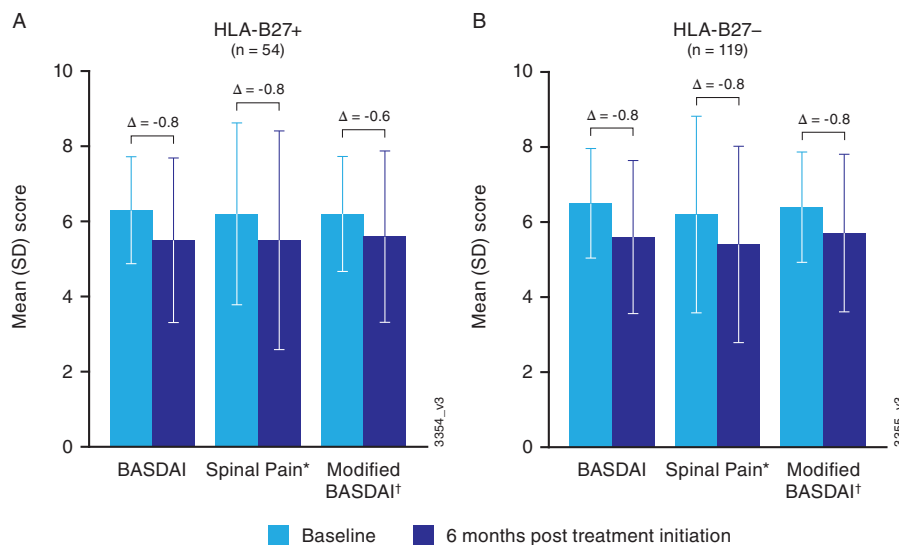 A
HLA-B27+
(n = 54)
10
8
6
4
2
0
Mean (SD) score
Δ = -0.8
Δ = -0.8
Δ = -0.6
BASDAI
Spinal Pain*
Modified
BASDAI†
3354_v3
B
HLA-B27–
(n = 119)
10
8
6
4
2
0
Mean (SD) score
Δ = -0.8
Δ = -0.8
Δ = -0.8
BASDAI
Spinal Pain*
Modified
BASDAI†
3355_v3
Baseline
6 months post treatment initiation